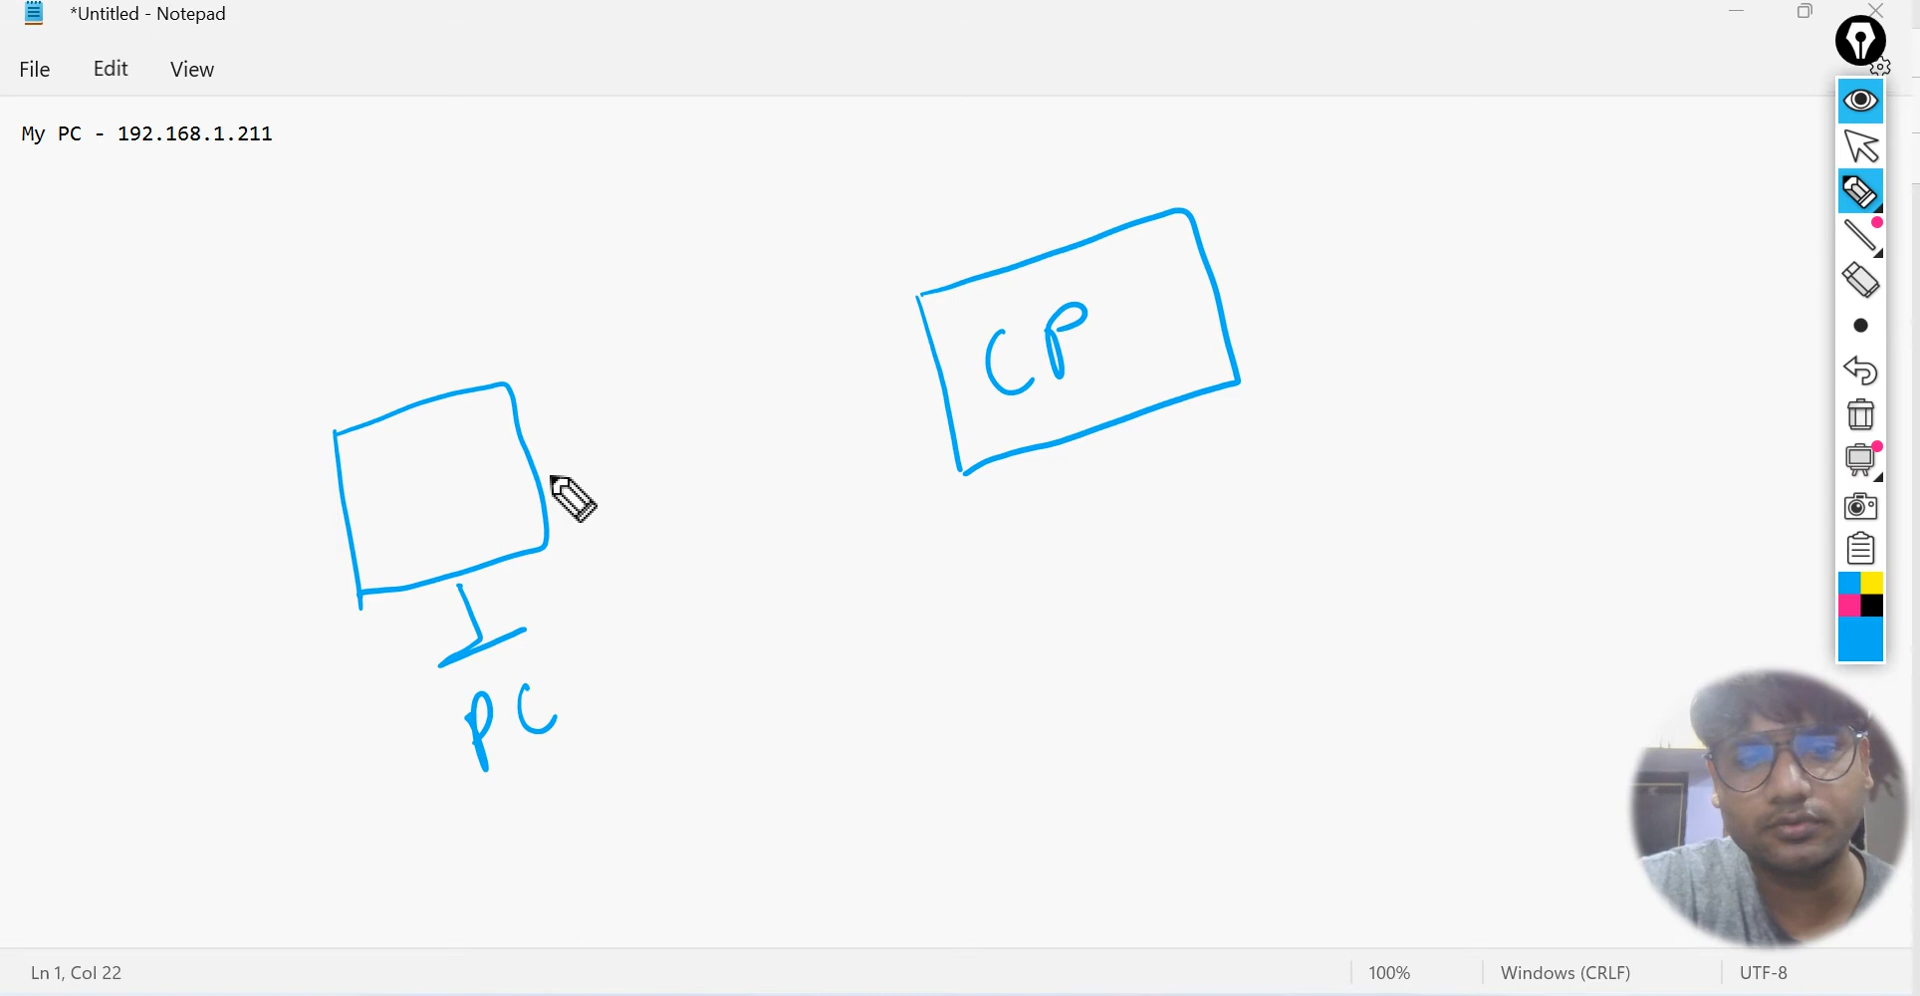 *Untitled - Notepad
File Edit View
My PC - 192.168.1.211
CP
PC
Ln 1, Col 22 100% Windows (CRLF) UTF-8